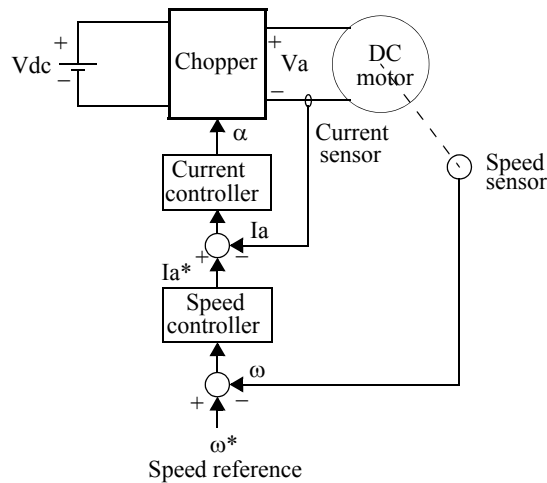 +
Vdc
−
Chopper
+
Va
−
DC
motor
α
Current
sensor
Speed
sensor
Current
controller
Ia
+
−
Ia*
Speed
controller
ω
+
−
ω*
Speed reference